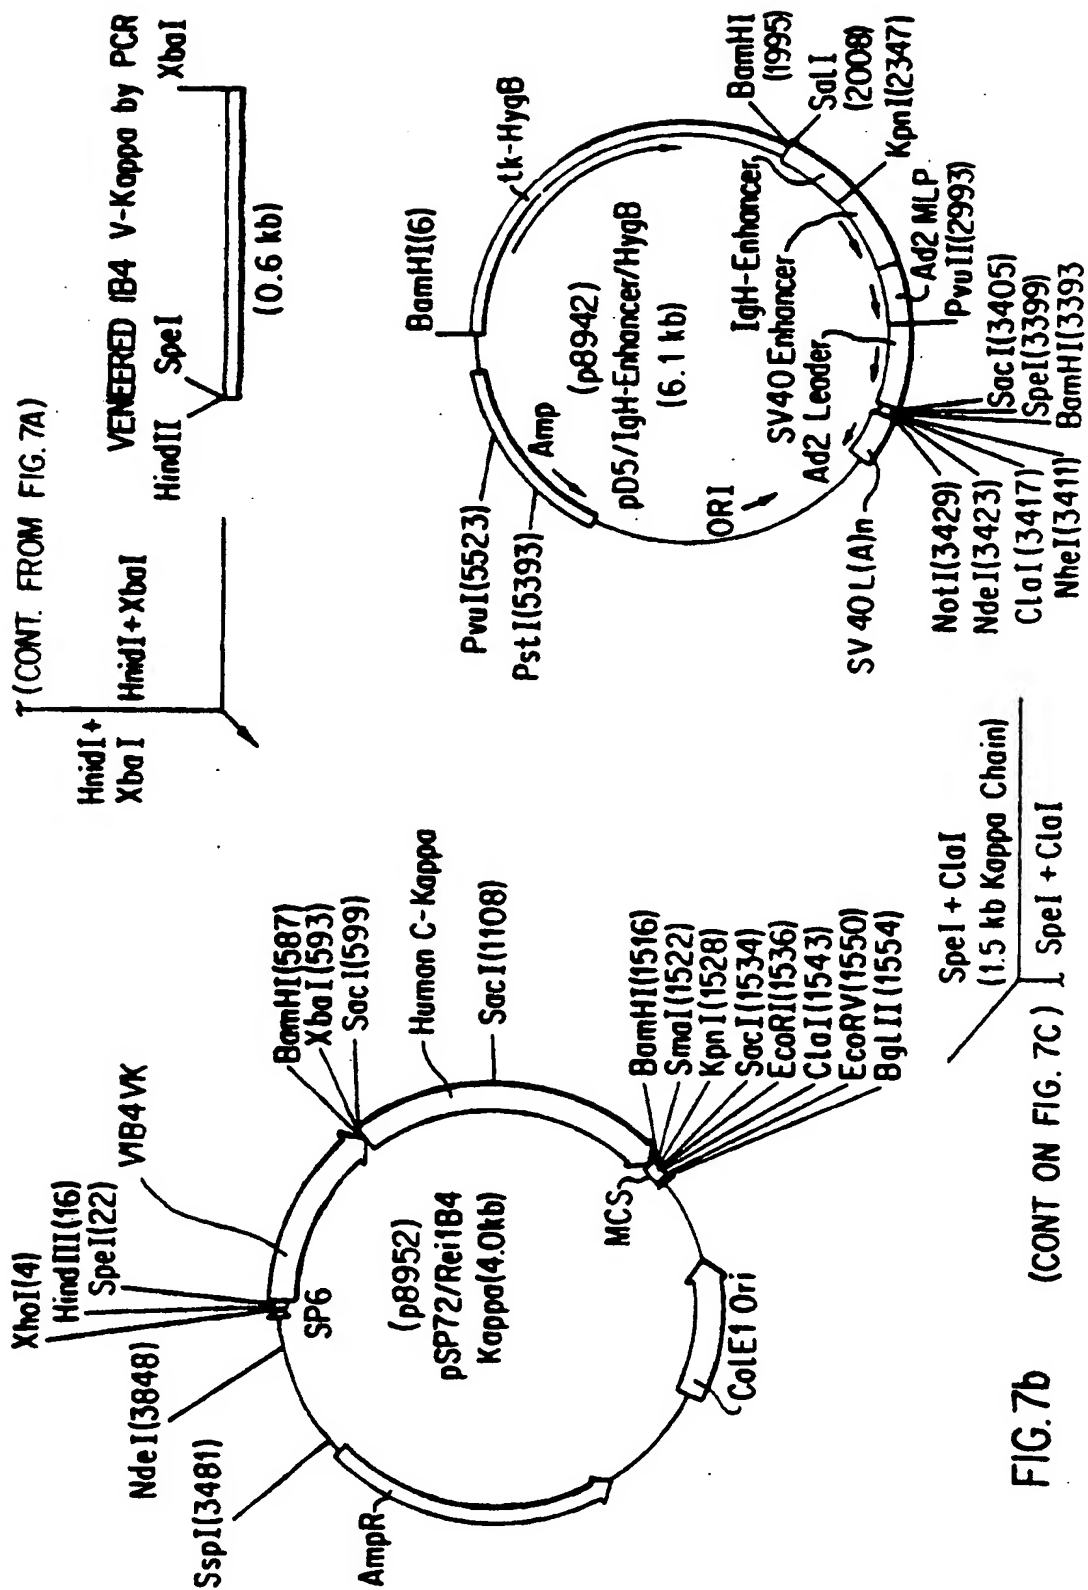 (CONT. FROM FIG. 7A)
HnidI+
XbaI
HnidI+XbaI
VENEERED 1B4 V-Kappa by PCR
HindII
SpeI
XbaI
(0.6 kb)
XhoI(4)
HindIII(16)
SpeI(22)
V1B4VK
NdeI(3848)
SspI(3481)
AmpR
SP6
BamHI(587)
XbaI(593)
SacI(599)
Human C-Kappa
SacI(1108)
(p8952)
pSP72/Rei1B4
Kappa(4.0kb)
MCS
ColE1 Ori
BamHI(1516)
SmaI(1522)
KpnI(1528)
SacI(1534)
EcoRI(1536)
ClaI(1543)
EcoRV(1550)
BglII(1554)
BamHI(6)
tk-HygB
PvuI(5523)
PstI(5393)
Amp
(p8942)
pD5/IgH-Enhancer/HygB
(6.1 kb)
IgH-Enhancer
SV40 Enhancer
Ad2 Leader
ORI
BamHI
(1995)
SalI
(2008)
KpnI(2347)
Ad2 MLP
PvuII(2993)
SV40L(A)n
SacI(3405)
SpeI(3399)
BamHI(3393
NotI(3429)
NdeI(3423)
ClaI(3417)
NheI(3411)
SpeI + ClaI
(1.5 kb Kappa Chain)
SpeI + ClaI
(CONT ON FIG. 7C)
FIG. 7b